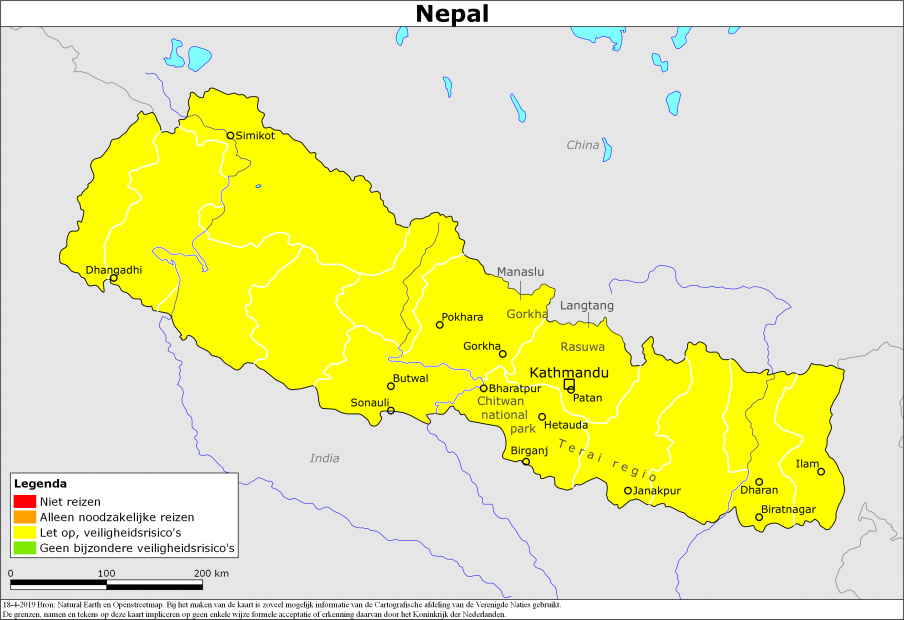 Nepal
Simikot
China
Dhangadhi
Manaslu
Langtang
Gorkha
Pokhara
Rasuwa
Gorkha
Kathmandu
Butwal
Bharatpur
Patan
Sonauli
Chitwan
national
park
Hetauda
Terai regio
Birganj
India
Ilam
Janakpur
Dharan
Biratnagar
Legenda
Niet reizen
Alleen noodzakelijke reizen
Let op, veiligheidsrisico's
Geen bijzondere veiligheidsrisico's
0 100 200 km
18-4-2019 Bron: Natural Earth en Openstreetmap. Bij het maken van de kaart is zoveel mogelijk informatie van de Cartografische afdeling van de Verenigde Naties gebruikt.
De grenzen, namen en tekens op deze kaart impliceren op geen enkele wijze formele acceptatie of erkenning daarvan door het Koninkrijk der Nederlanden.